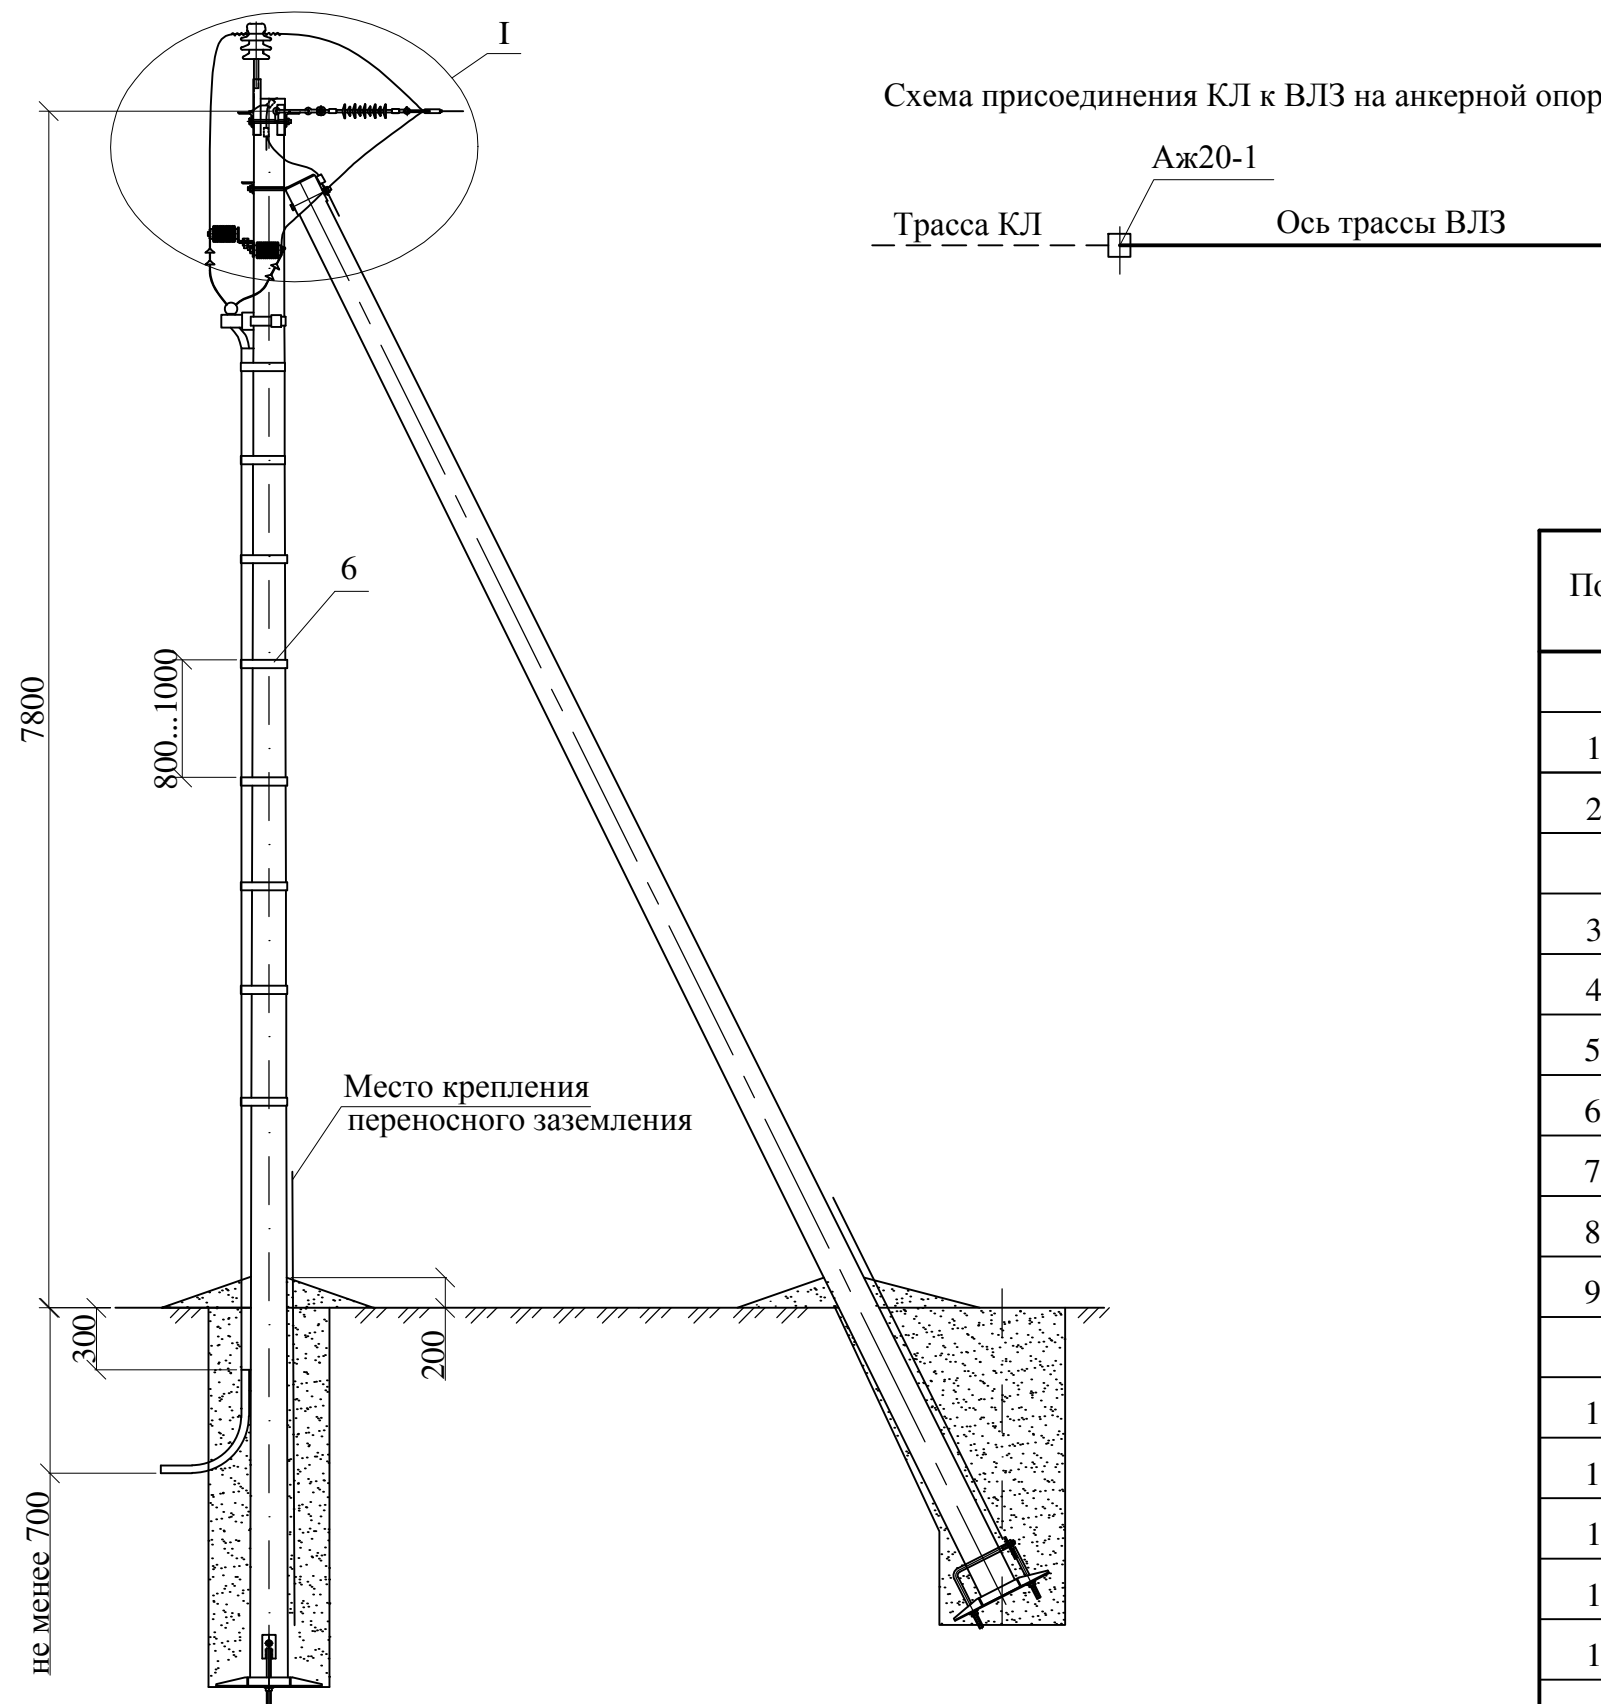 I
Схема присоединения КЛ к ВЛЗ на анкерной опор
Аж20-1
Трасса КЛ
Ось трассы ВЛЗ
6
7800
800...1000
Место крепления
переносного заземления
300
200
не менее 700
По
1
2
3
4
5
6
7
8
9
1
1
1
1
1